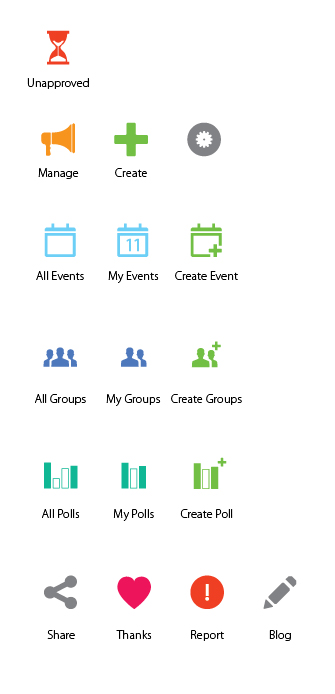 Unapproved
Manage Create
11
All Events My Events Create Event
All Groups My Groups Create Groups
All Polls My Polls Create Poll
!
Share Thanks Report Blog